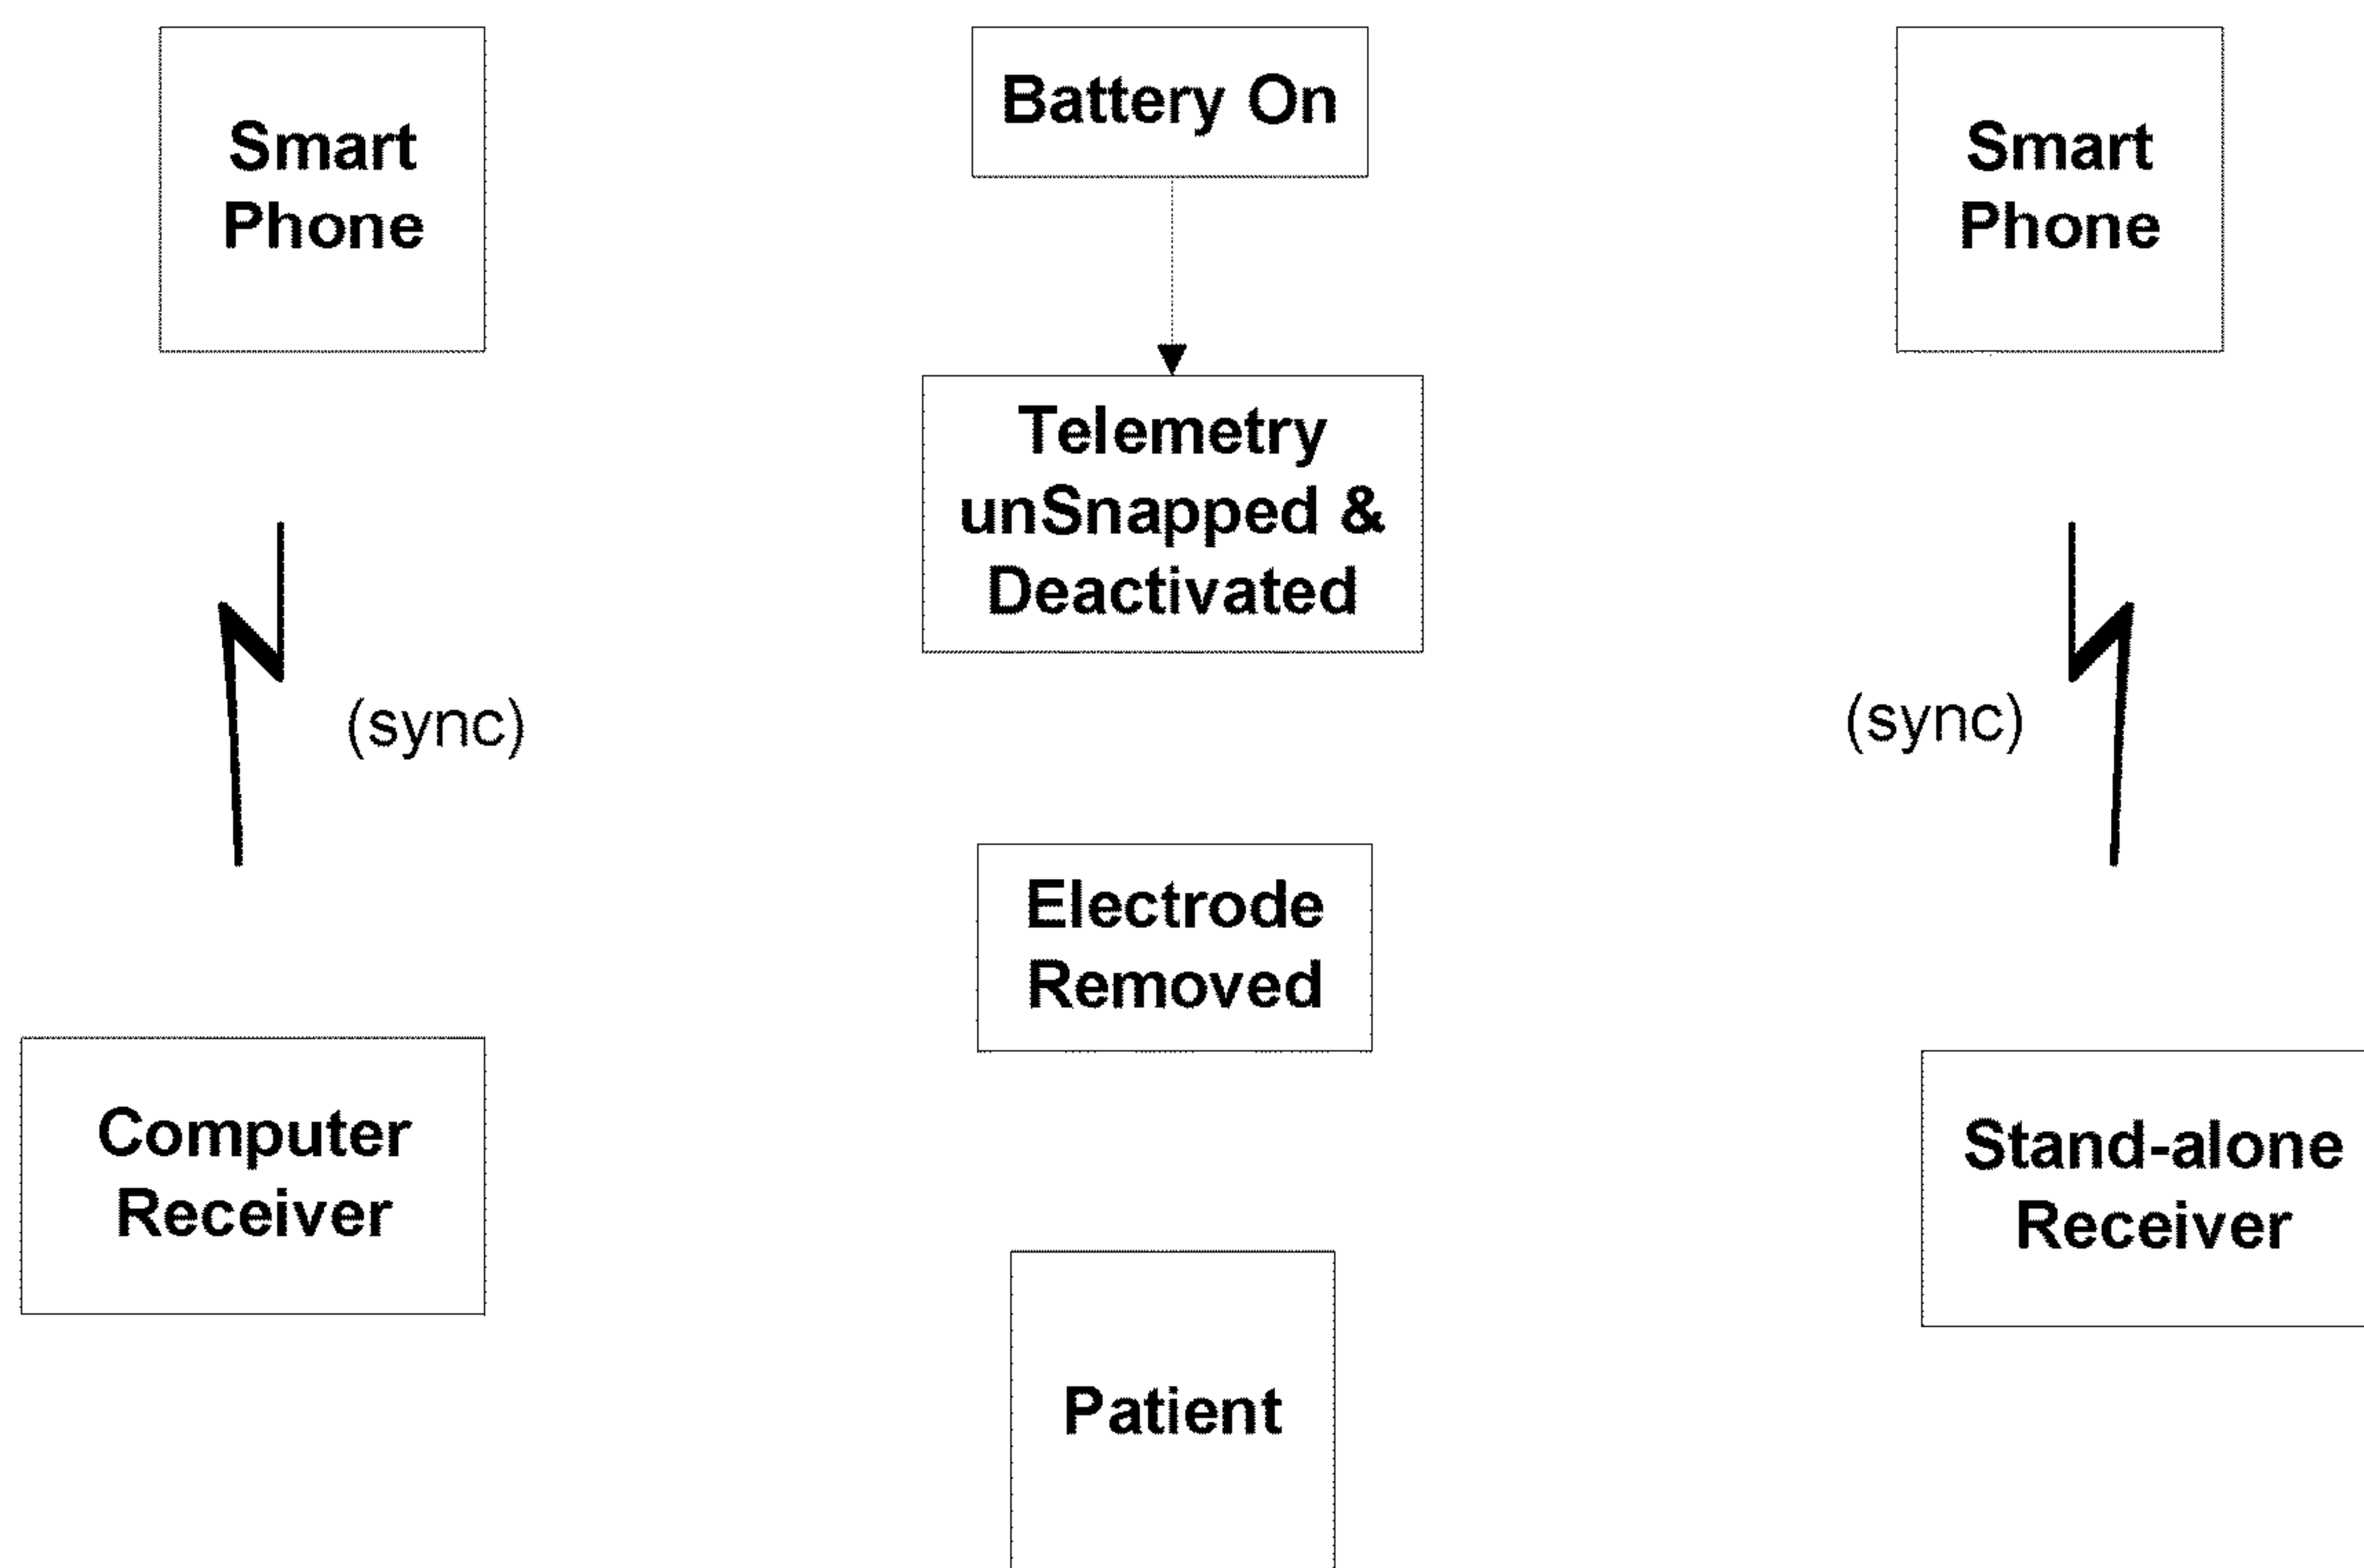 Smart
Phone
Battery On
Smart
Phone
Telemetry
unSnapped &
Deactivated
(sync)
(sync)
Electrode
Removed
Computer
Receiver
Stand-alone
Receiver
Patient